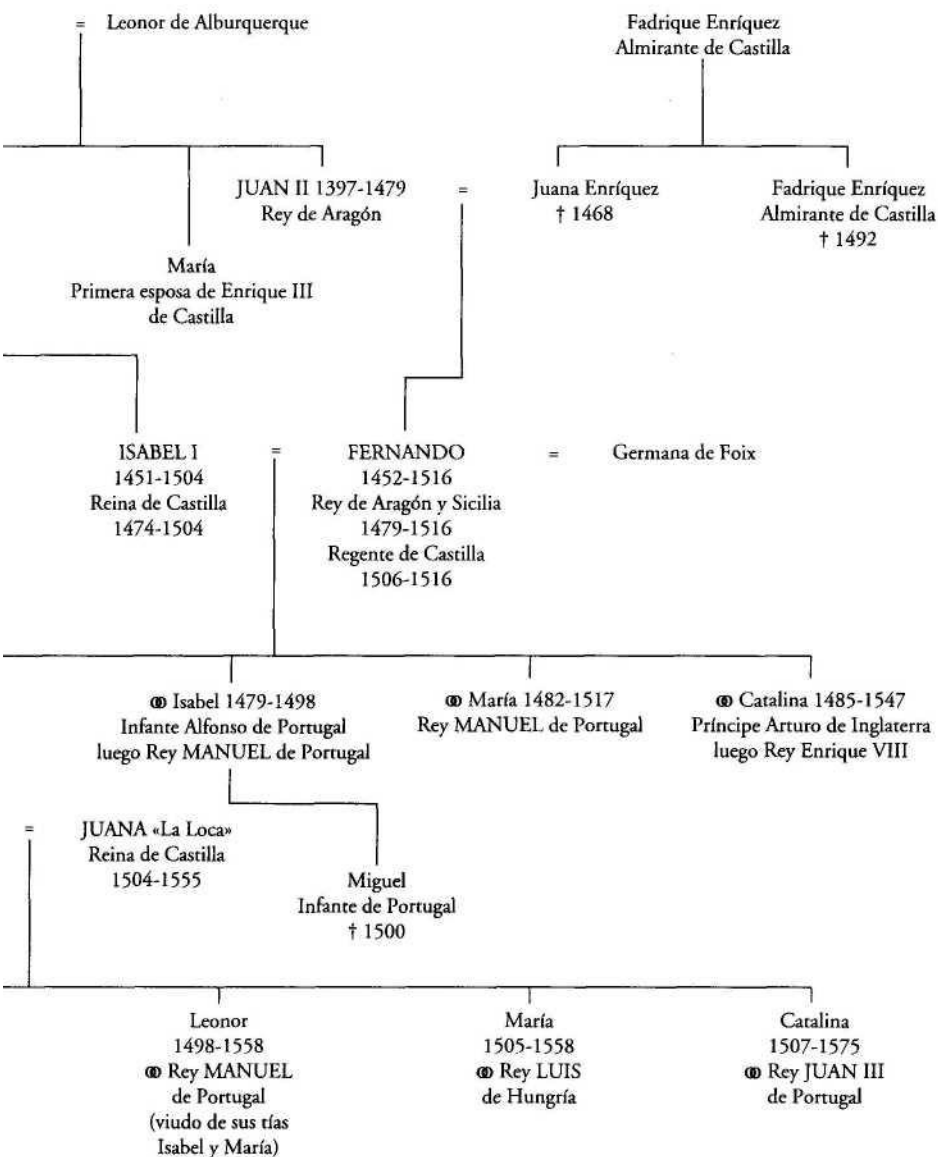 = Leonor de Alburquerque
Fadrique Enríquez
Almirante de Castilla
JUAN II 1397-1479
Rey de Aragón
=
Juana Enríquez
† 1468
Fadrique Enríquez
Almirante de Castilla
† 1492
María
Primera esposa de Enrique III
de Castilla
ISABEL I
1451-1504
Reina de Castilla
1474-1504
=
FERNANDO
1452-1516
Rey de Aragón y Sicilia
1479-1516
Regente de Castilla
1506-1516
=
Germana de Foix
⚭ Isabel 1479-1498
Infante Alfonso de Portugal
luego Rey MANUEL de Portugal
⚭ María 1482-1517
Rey MANUEL de Portugal
⚭ Catalina 1485-1547
Príncipe Arturo de Inglaterra
luego Rey Enrique VIII
= JUANA «La Loca»
Reina de Castilla
1504-1555
Miguel
Infante de Portugal
† 1500
Leonor
1498-1558
⚭ Rey MANUEL
de Portugal
(viudo de sus tías
Isabel y María)
María
1505-1558
⚭ Rey LUIS
de Hungría
Catalina
1507-1575
⚭ Rey JUAN III
de Portugal